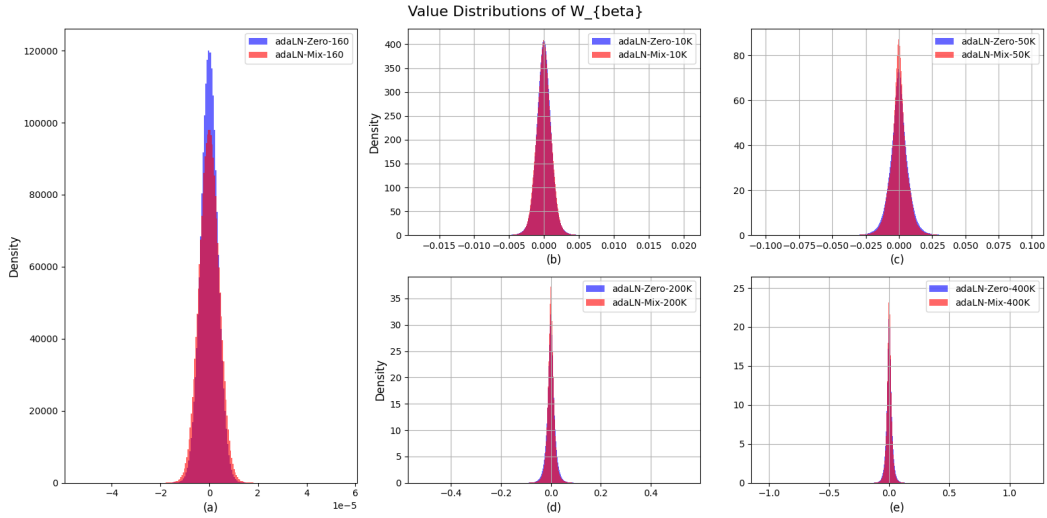 Value Distributions of W_{beta}
adaLN-Zero-160
adaLN-Mix-160
Density
120000
100000
80000
60000
40000
20000
0
−4 −2 0 2 4 6
1e−5
(a)
adaLN-Zero-10K
adaLN-Mix-10K
Density
400
350
300
250
200
150
100
50
0
−0.015 −0.010 −0.005 0.000 0.005 0.010 0.015 0.020
(b)
adaLN-Zero-50K
adaLN-Mix-50K
80
60
40
20
0
−0.100 −0.075 −0.050 −0.025 0.000 0.025 0.050 0.075 0.100
(c)
adaLN-Zero-200K
adaLN-Mix-200K
Density
35
30
25
20
15
10
5
0
−0.4 −0.2 0.0 0.2 0.4
(d)
adaLN-Zero-400K
adaLN-Mix-400K
25
20
15
10
5
0
−1.0 −0.5 0.0 0.5 1.0
(e)